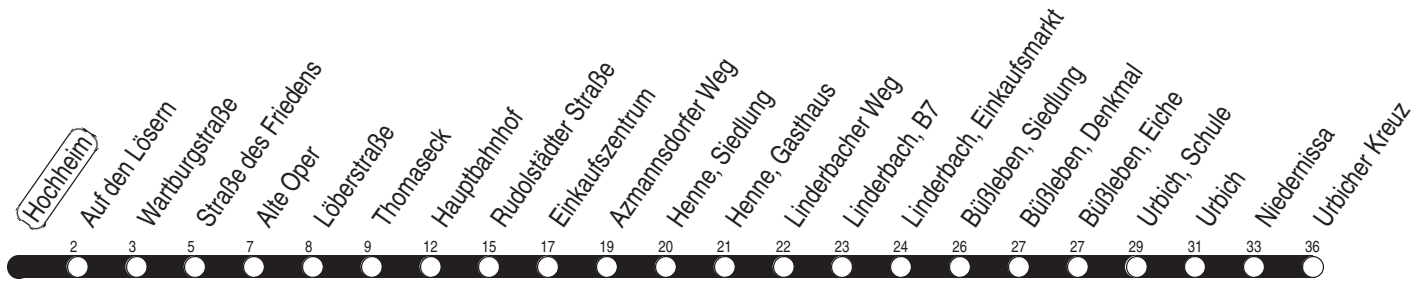 Hochheim
Auf den Lösern
Wartburgstraße
Straße des Friedens
Alte Oper
Löberstraße
Thomaseck
Hauptbahnhof
Rudolstädter Straße
Einkaufszentrum
Azmannsdorfer Weg
Henne, Siedlung
Henne, Gasthaus
Linderbacher Weg
Linderbach, B7
Linderbach, Einkaufsmarkt
Büßleben, Siedlung
Büßleben, Denkmal
Büßleben, Eiche
Urbich, Schule
Urbich
Niedernissa
Urbicher Kreuz
2 3 5 7 8 9 12 15 17 19 20 21 22 23 24 26 27 27 29 31 33 36